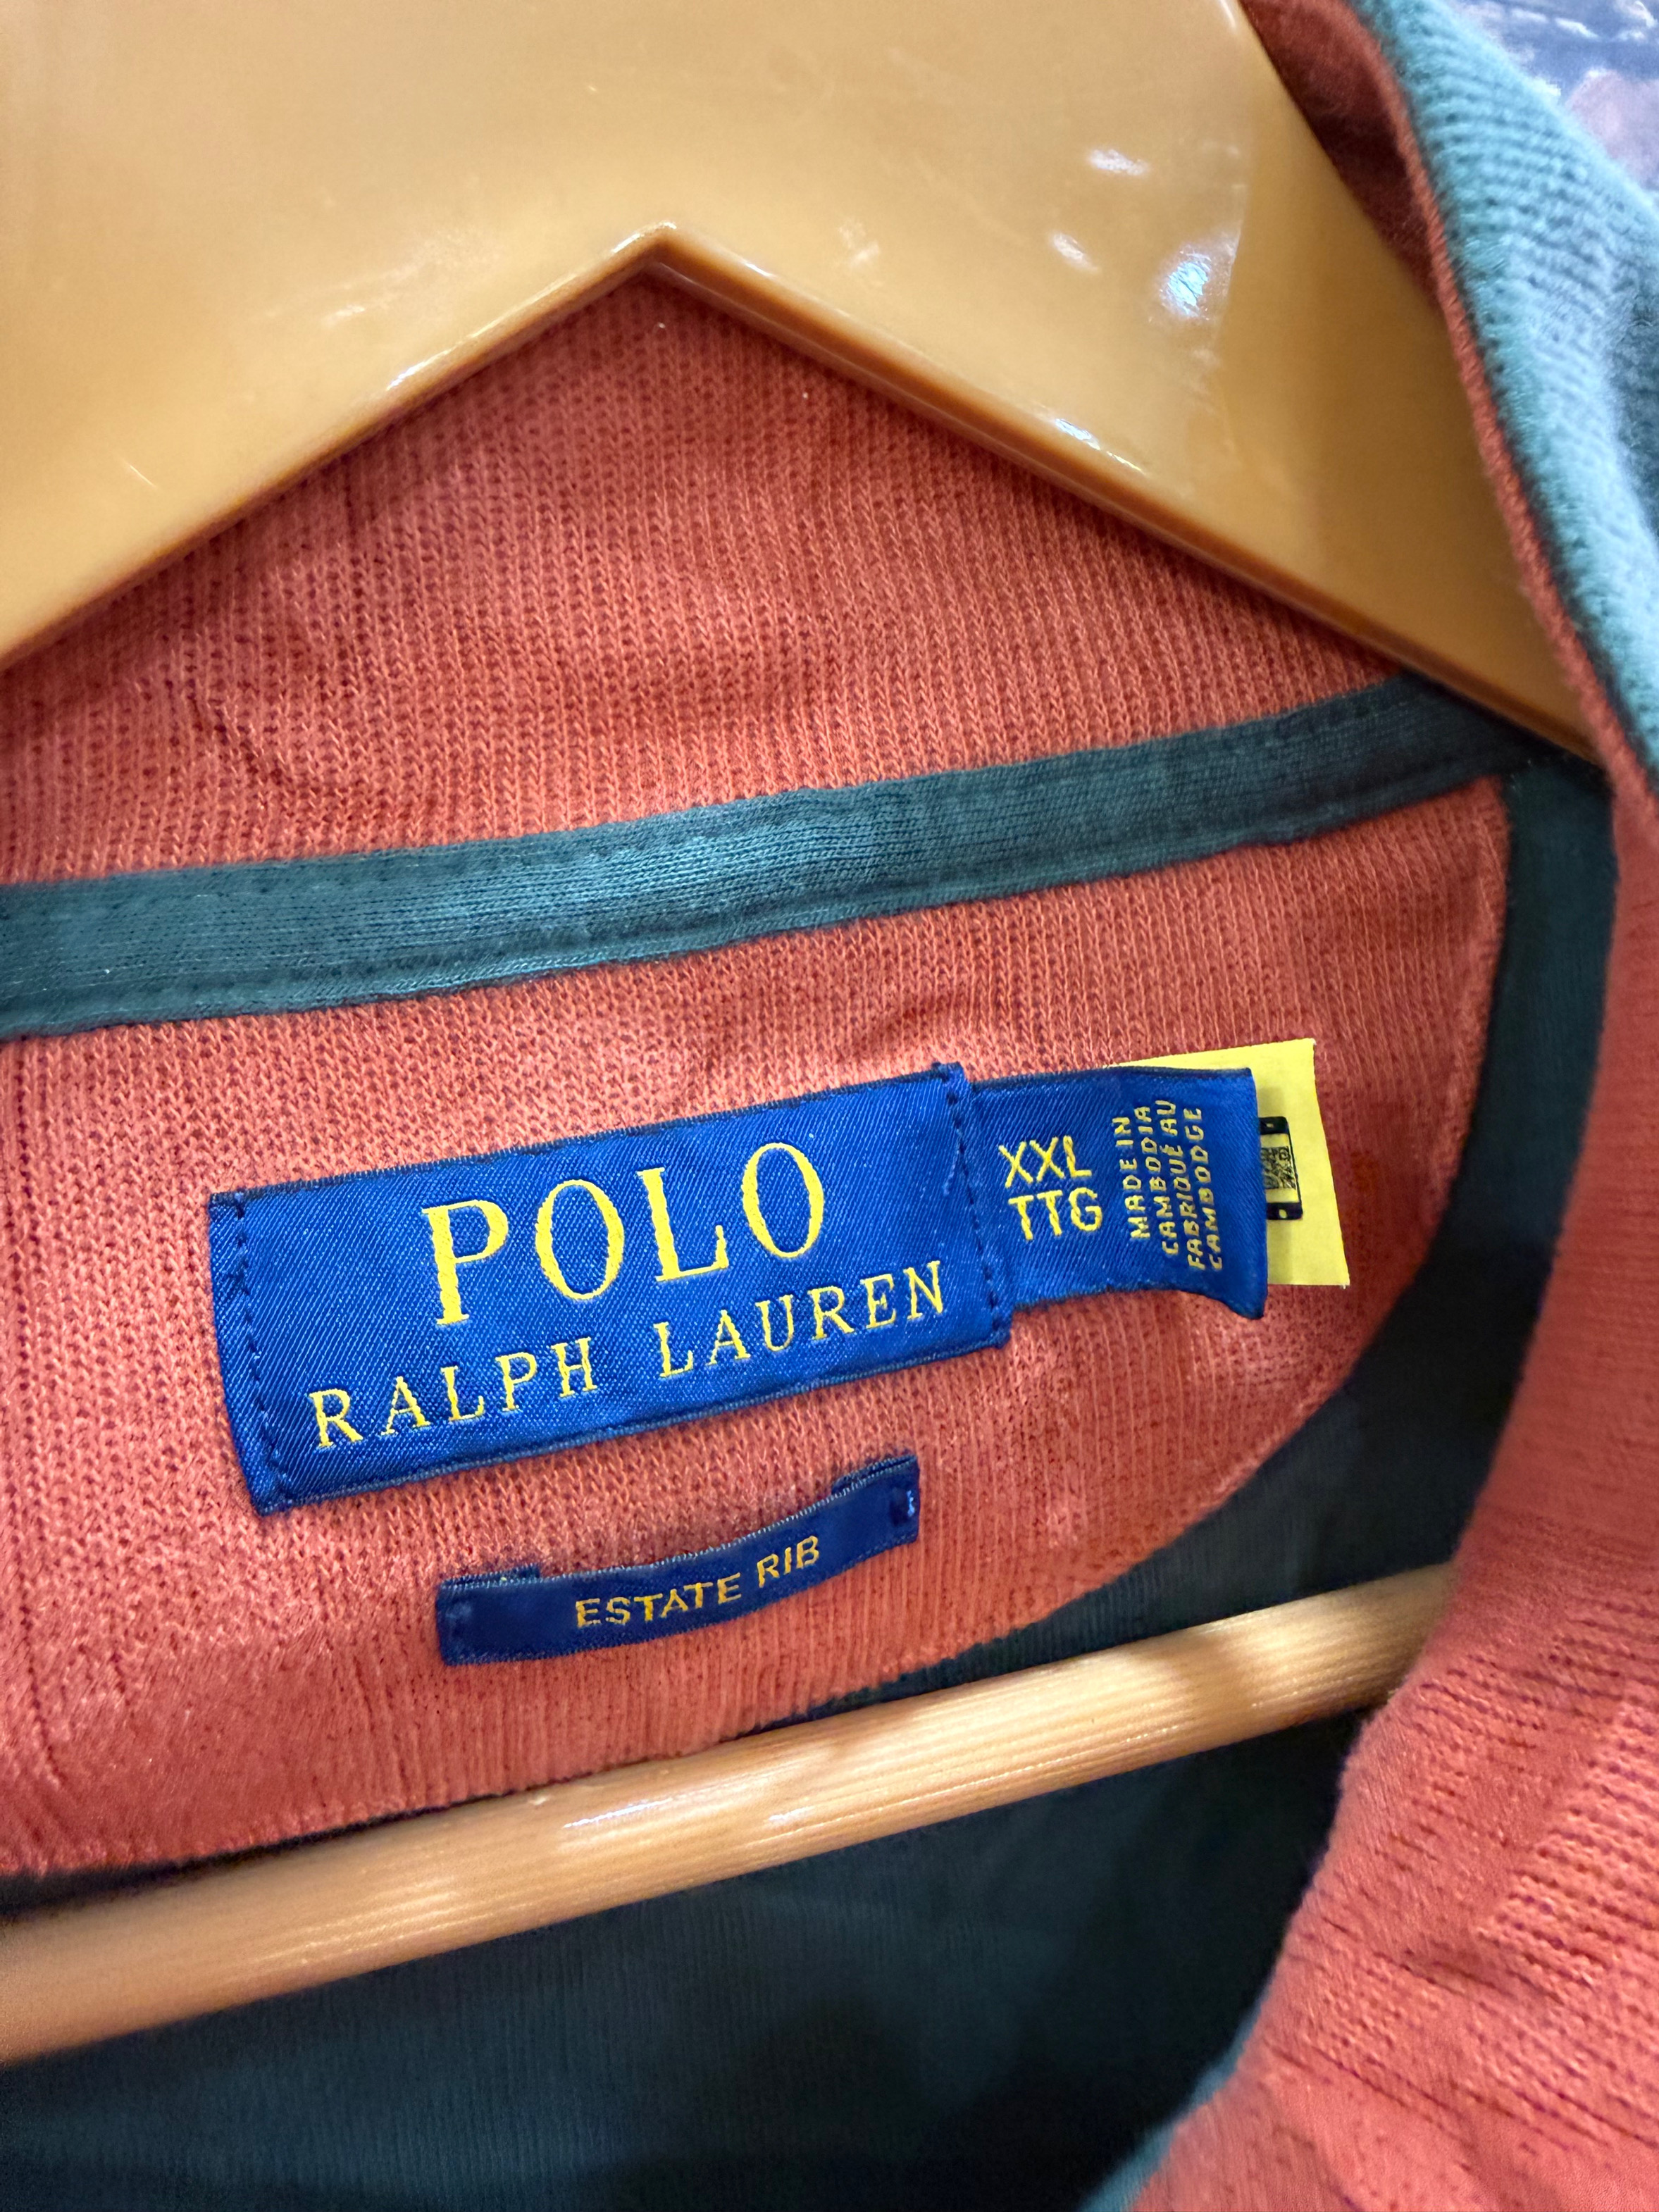 POLO
RALPH LAUREN
XXL
TTG
MADE IN
CAMBODIA
FABRIQUÉ AU
CAMBODGE
ESTATE RIB